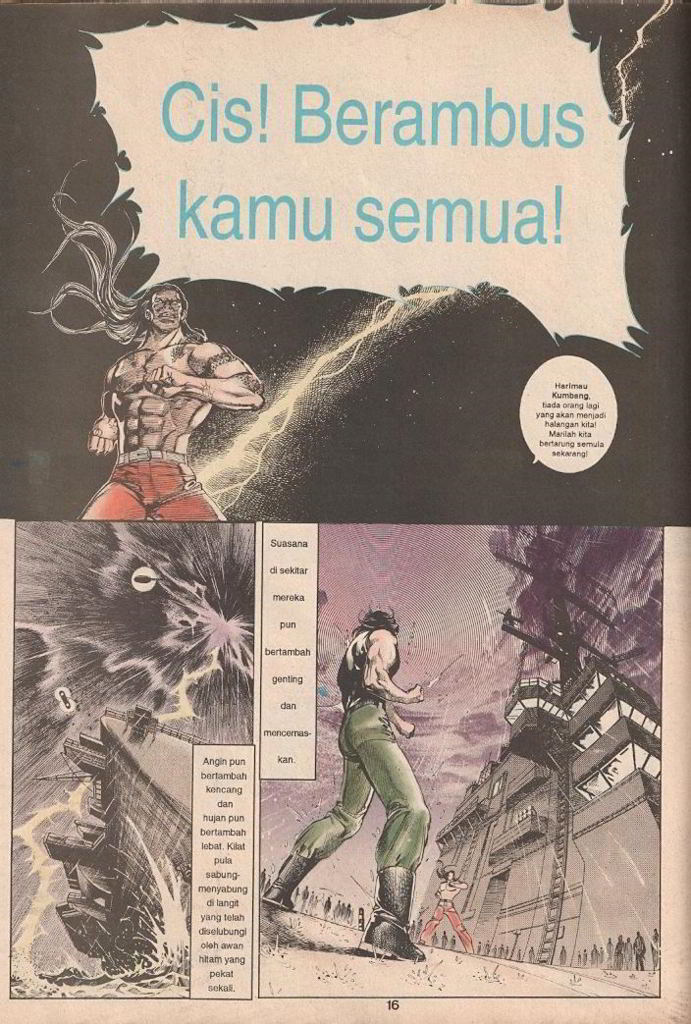 Cis! Berambus
kamu semua!
Harimau
Kumbang,
tiada orang lagi
yang akan menjadi
halangan kita!
Marilah kita
bertarung semula
sekarang!
Suasana
di sekitar
mereka
pun
bertambah
genting
dan
mencemas-
kan.
Angin pun
bertambah
kencang
dan
hujan pun
bertambah
lebat. Kilat
pula
sabung-
menyabung
di langit
yang telah
diselubungi
oleh awan
hitam yang
pekat
sekali.
16